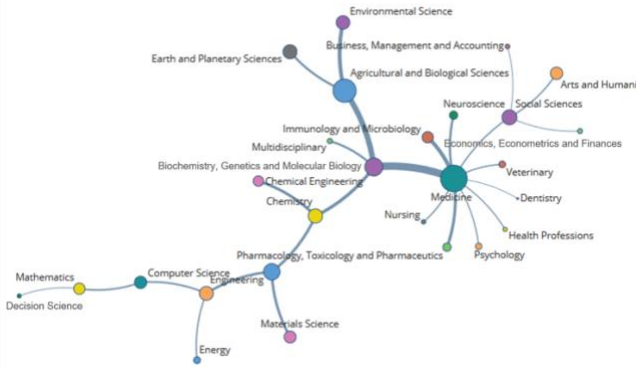 Environmental Science
Business, Management and Accounting
Earth and Planetary Sciences
Agricultural and Biological Sciences
Arts and Humani
Neuroscience
Social Sciences
Immunology and Microbiology
Economics, Econometrics and Finances
Multidisciplinary
Biochemistry, Genetics and Molecular Biology
Veterinary
Chemical Engineering
Medicine
Dentistry
Chemistry
Nursing
Health Professions
Pharmacology, Toxicology and Pharmaceutics
Psychology
Mathematics
Computer Science
Engineering
Decision Science
Materials Science
Energy